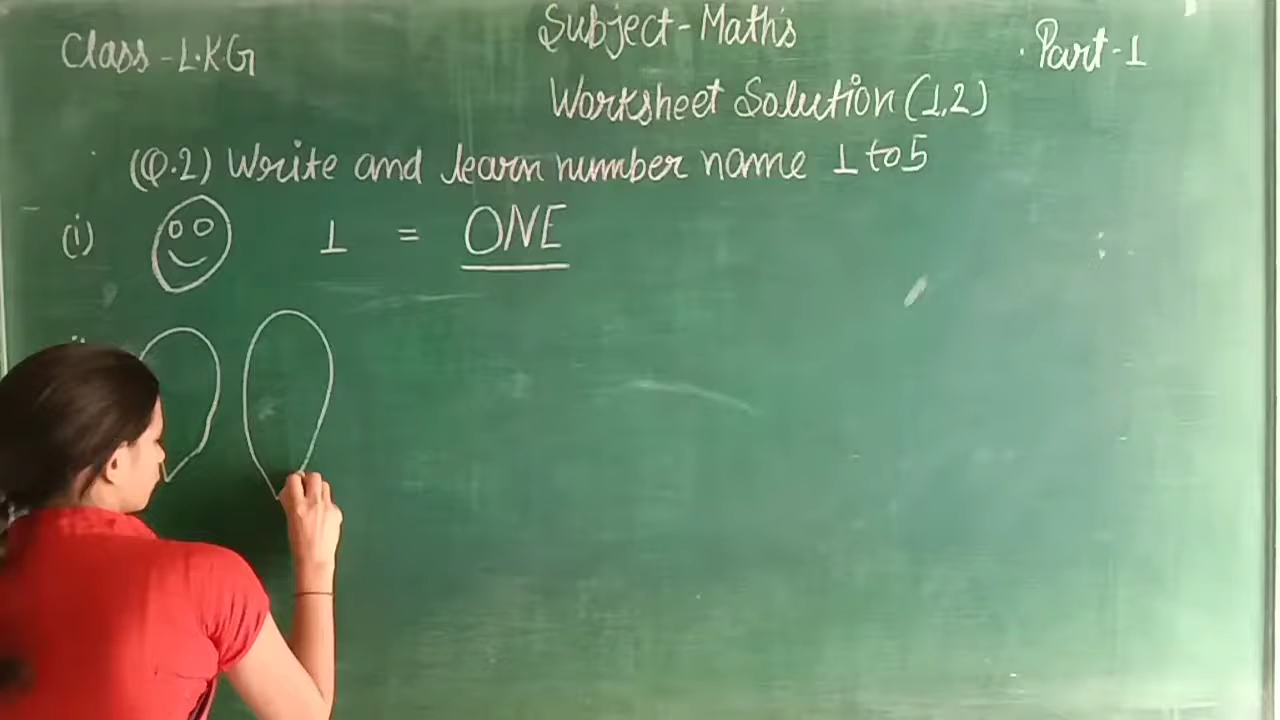 Class - L.K.G
Subject - Maths
Part - 1
Worksheet Solution (1,2)
(Q.2) Write and learn number name 1 to 5
(i) 1 = ONE